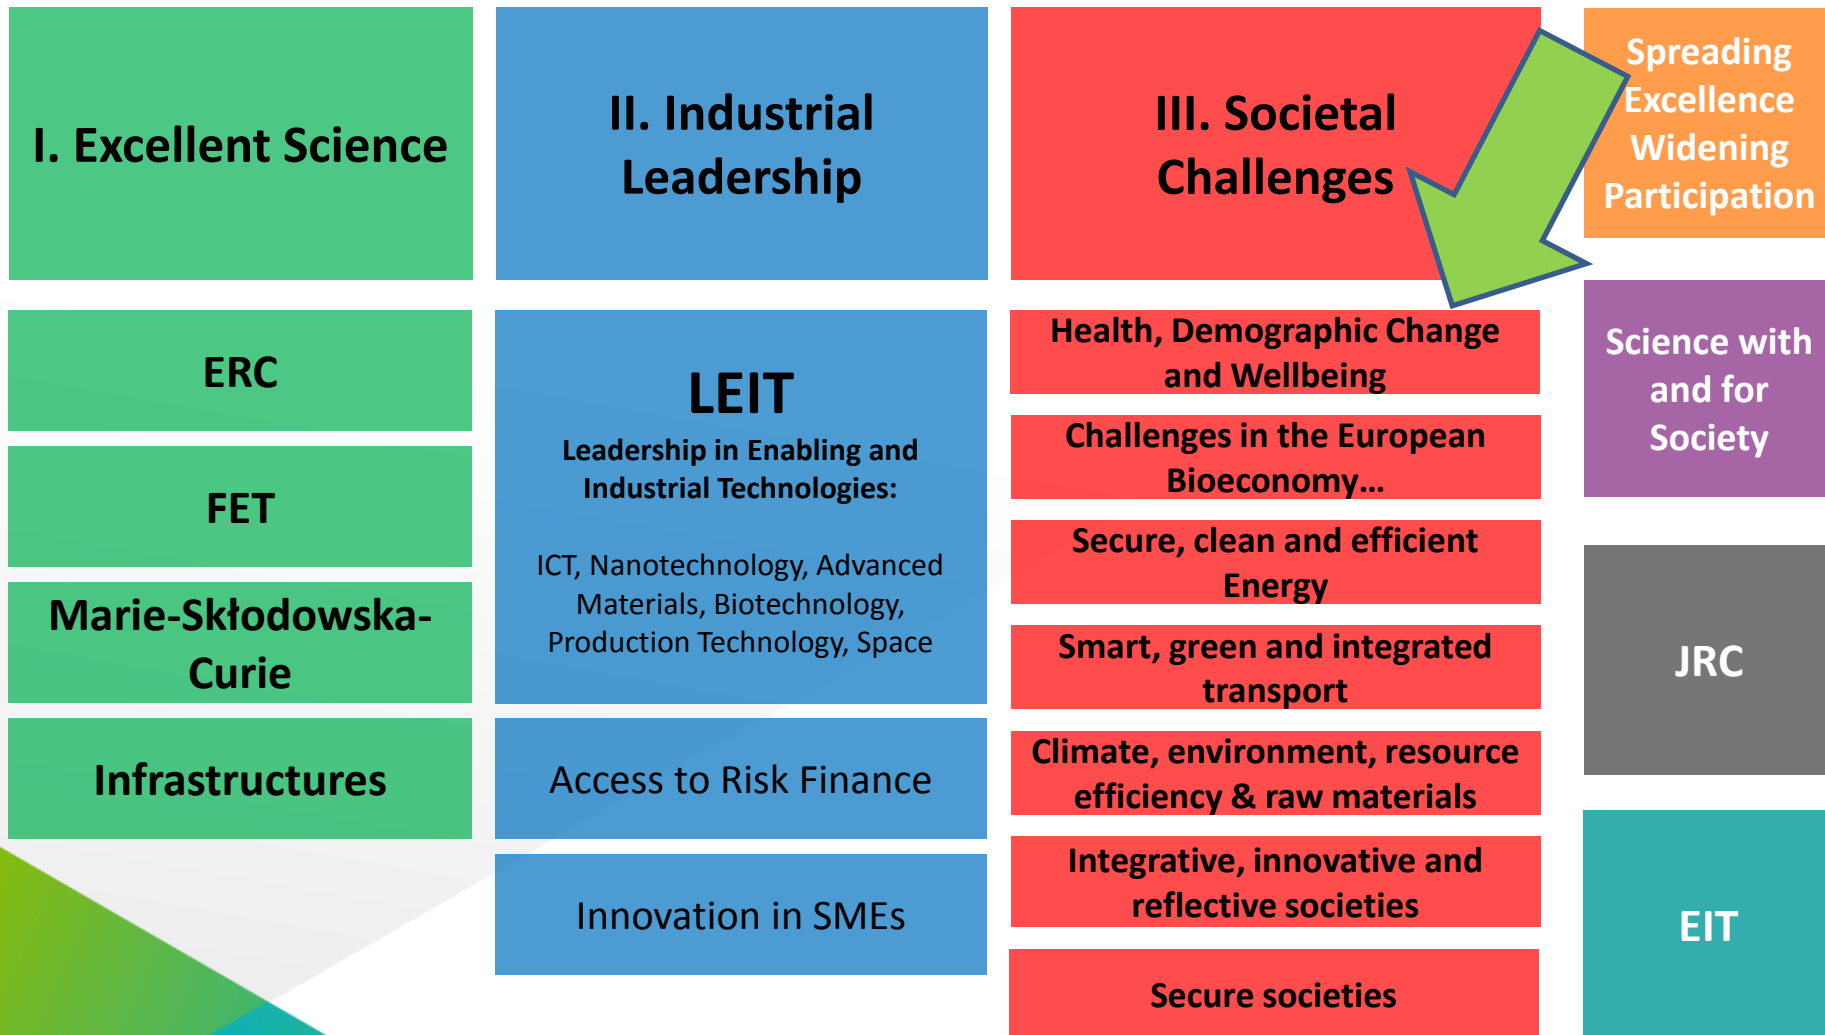 I. Excellent Science
ERC
FET
Marie-Skłodowska-
Curie
Infrastructures
II. Industrial
Leadership
LEIT
Leadership in Enabling and
Industrial Technologies:
ICT, Nanotechnology, Advanced
Materials, Biotechnology,
Production Technology, Space
Access to Risk Finance
Innovation in SMEs
III. Societal
Challenges
Health, Demographic Change
and Wellbeing
Challenges in the European
Bioeconomy…
Secure, clean and efficient
Energy
Smart, green and integrated
transport
Climate, environment, resource
efficiency & raw materials
Integrative, innovative and
reflective societies
Secure societies
Spreading
Excellence
Widening
Participation
Science with
and for
Society
JRC
EIT